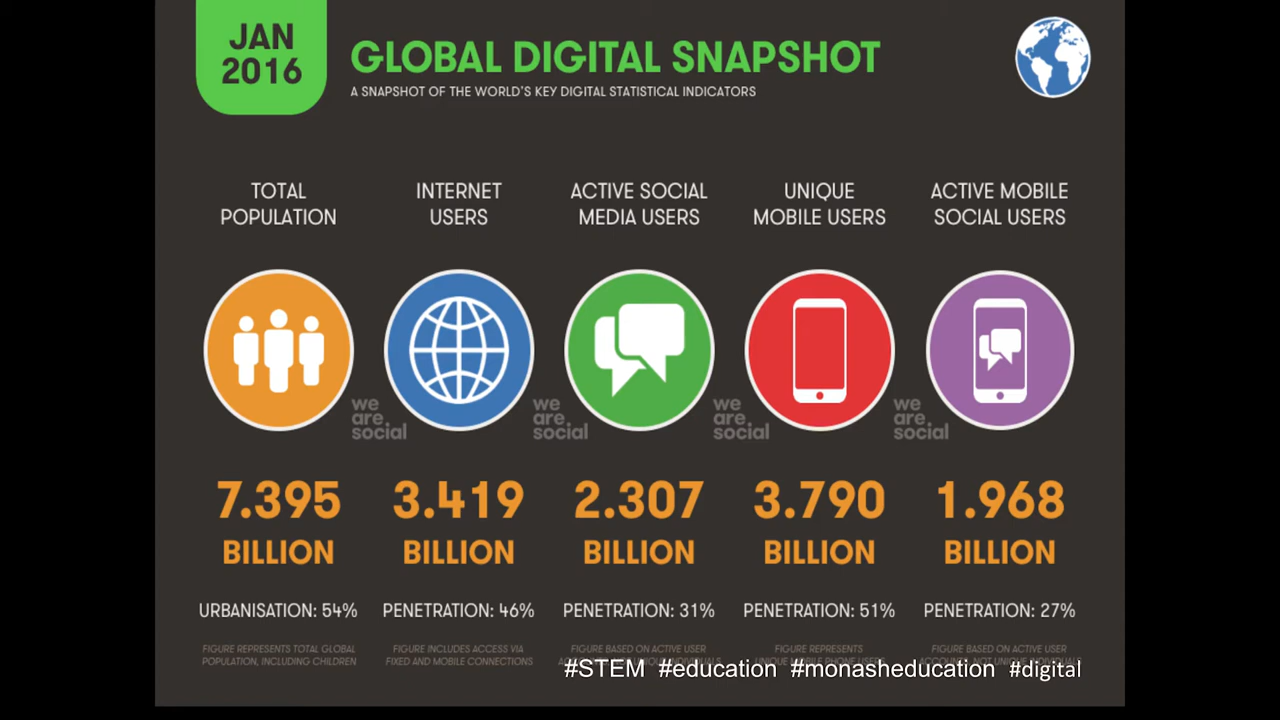 JAN
2016
GLOBAL DIGITAL SNAPSHOT
A SNAPSHOT OF THE WORLD'S KEY DIGITAL STATISTICAL INDICATORS
TOTAL
POPULATION
INTERNET
USERS
ACTIVE SOCIAL
MEDIA USERS
UNIQUE
MOBILE USERS
ACTIVE MOBILE
SOCIAL USERS
we
are
social
we
are
social
we
are
social
we
are
social
7.395
BILLION
3.419
BILLION
2.307
BILLION
3.790
BILLION
1.968
BILLION
URBANISATION: 54%
PENETRATION: 46%
PENETRATION: 31%
PENETRATION: 51%
PENETRATION: 27%
FIGURE REPRESENTS TOTAL GLOBAL
POPULATION, INCLUDING CHILDREN
FIGURE INCLUDES ACCESS VIA
FIXED AND MOBILE CONNECTIONS
FIGURE BASED ON ACTIVE USER
FIGURE REPRESENTS
FIGURE BASED ON ACTIVE USER
#STEM #education #monasheducation #digital